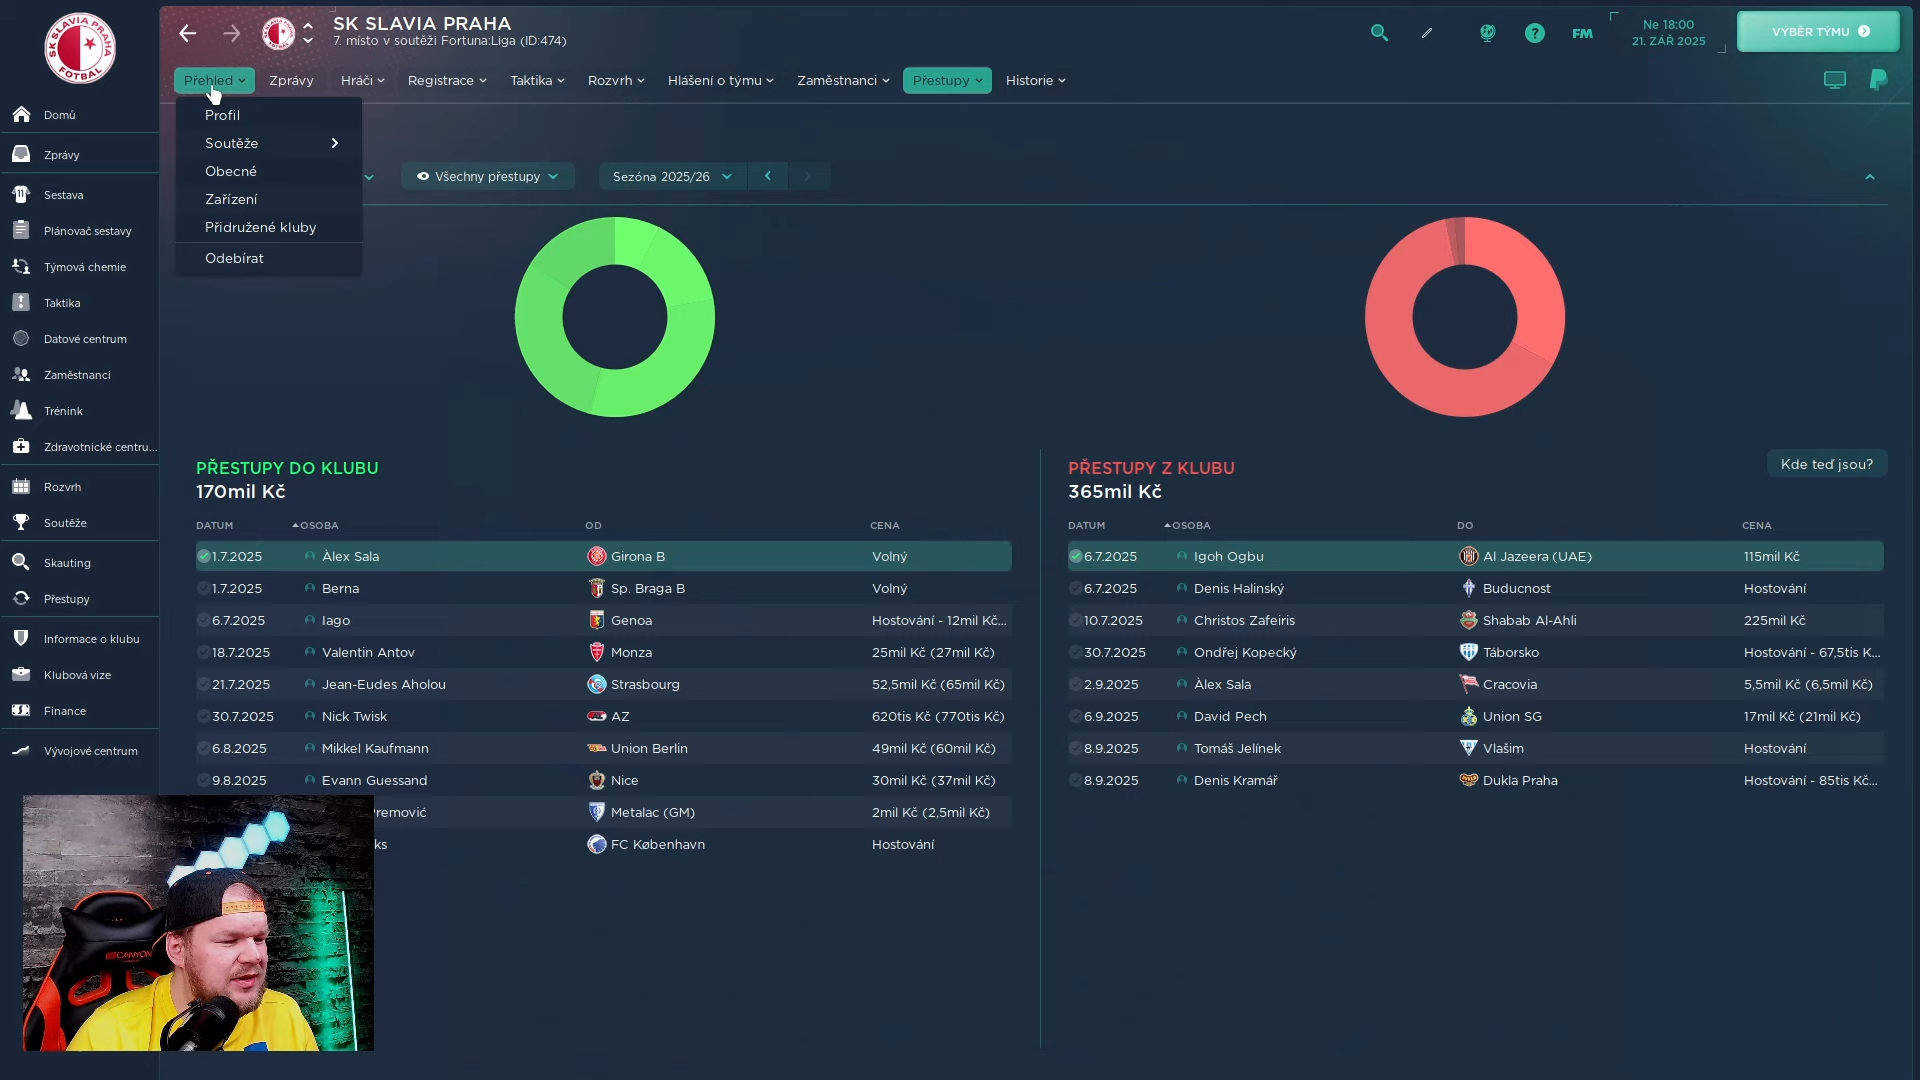 SK SLAVIA PRAHA
FOTBAL
SK SLAVIA PRAHA
7. místo v soutěži Fortuna:Liga (ID:474)
FM
Ne 18:00
21. ZÁŘ 2025
VÝBĚR TÝMU
Přehled
Zprávy
Hráči
Registrace
Taktika
Rozvrh
Hlášení o týmu
Zaměstnanci
Přestupy
Historie
Profil
Soutěže
Obecné
Zařízení
Přidružené kluby
Odebírat
Domů
Zprávy
Sestava
Plánovač sestavy
Týmová chemie
Taktika
Datové centrum
Zaměstnanci
Trénink
Zdravotnické centru...
Rozvrh
Soutěže
Skauting
Přestupy
Informace o klubu
Klubová vize
Finance
Vývojové centrum
Všechny přestupy
Sezóna 2025/26
PŘESTUPY DO KLUBU
170mil Kč
DATUM OSOBA OD CENA
1.7.2025 Àlex Sala Girona B Volný
1.7.2025 Berna Sp. Braga B Volný
6.7.2025 Iago Genoa Hostování - 12mil Kč...
18.7.2025 Valentin Antov Monza 25mil Kč (27mil Kč)
21.7.2025 Jean-Eudes Aholou Strasbourg 52,5mil Kč (65mil Kč)
30.7.2025 Nick Twisk AZ 620tis Kč (770tis Kč)
6.8.2025 Mikkel Kaufmann Union Berlin 49mil Kč (60mil Kč)
9.8.2025 Evann Guessand Nice 30mil Kč (37mil Kč)
remović Metalac (GM) 2mil Kč (2,5mil Kč)
ks FC København Hostování
PŘESTUPY Z KLUBU
365mil Kč
Kde teď jsou?
DATUM OSOBA DO CENA
6.7.2025 Igoh Ogbu Al Jazeera (UAE) 115mil Kč
6.7.2025 Denis Halinský Buducnost Hostování
10.7.2025 Christos Zafeiris Shabab Al-Ahli 225mil Kč
30.7.2025 Ondřej Kopecký Táborsko Hostování - 67,5tis K...
2.9.2025 Àlex Sala Cracovia 5,5mil Kč (6,5mil Kč)
6.9.2025 David Pech Union SG 17mil Kč (21mil Kč)
8.9.2025 Tomáš Jelínek Vlašim Hostování
8.9.2025 Denis Kramář Dukla Praha Hostování - 85tis Kč...
CANYON